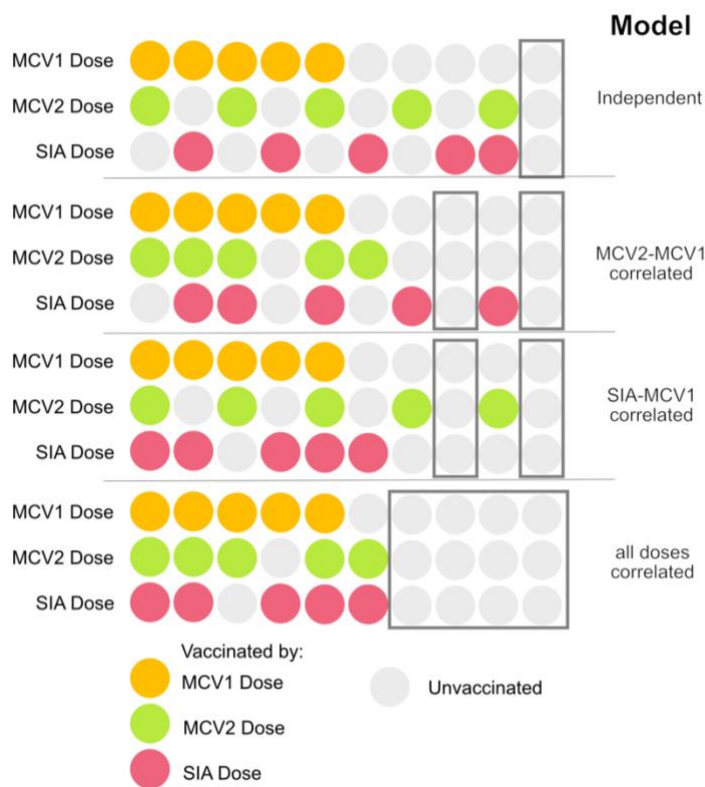 Model
MCV1 Dose
MCV2 Dose
SIA Dose
Independent
MCV1 Dose
MCV2 Dose
SIA Dose
MCV2-MCV1
correlated
MCV1 Dose
MCV2 Dose
SIA Dose
SIA-MCV1
correlated
MCV1 Dose
MCV2 Dose
SIA Dose
all doses
correlated
Vaccinated by:
MCV1 Dose
MCV2 Dose
SIA Dose
Unvaccinated